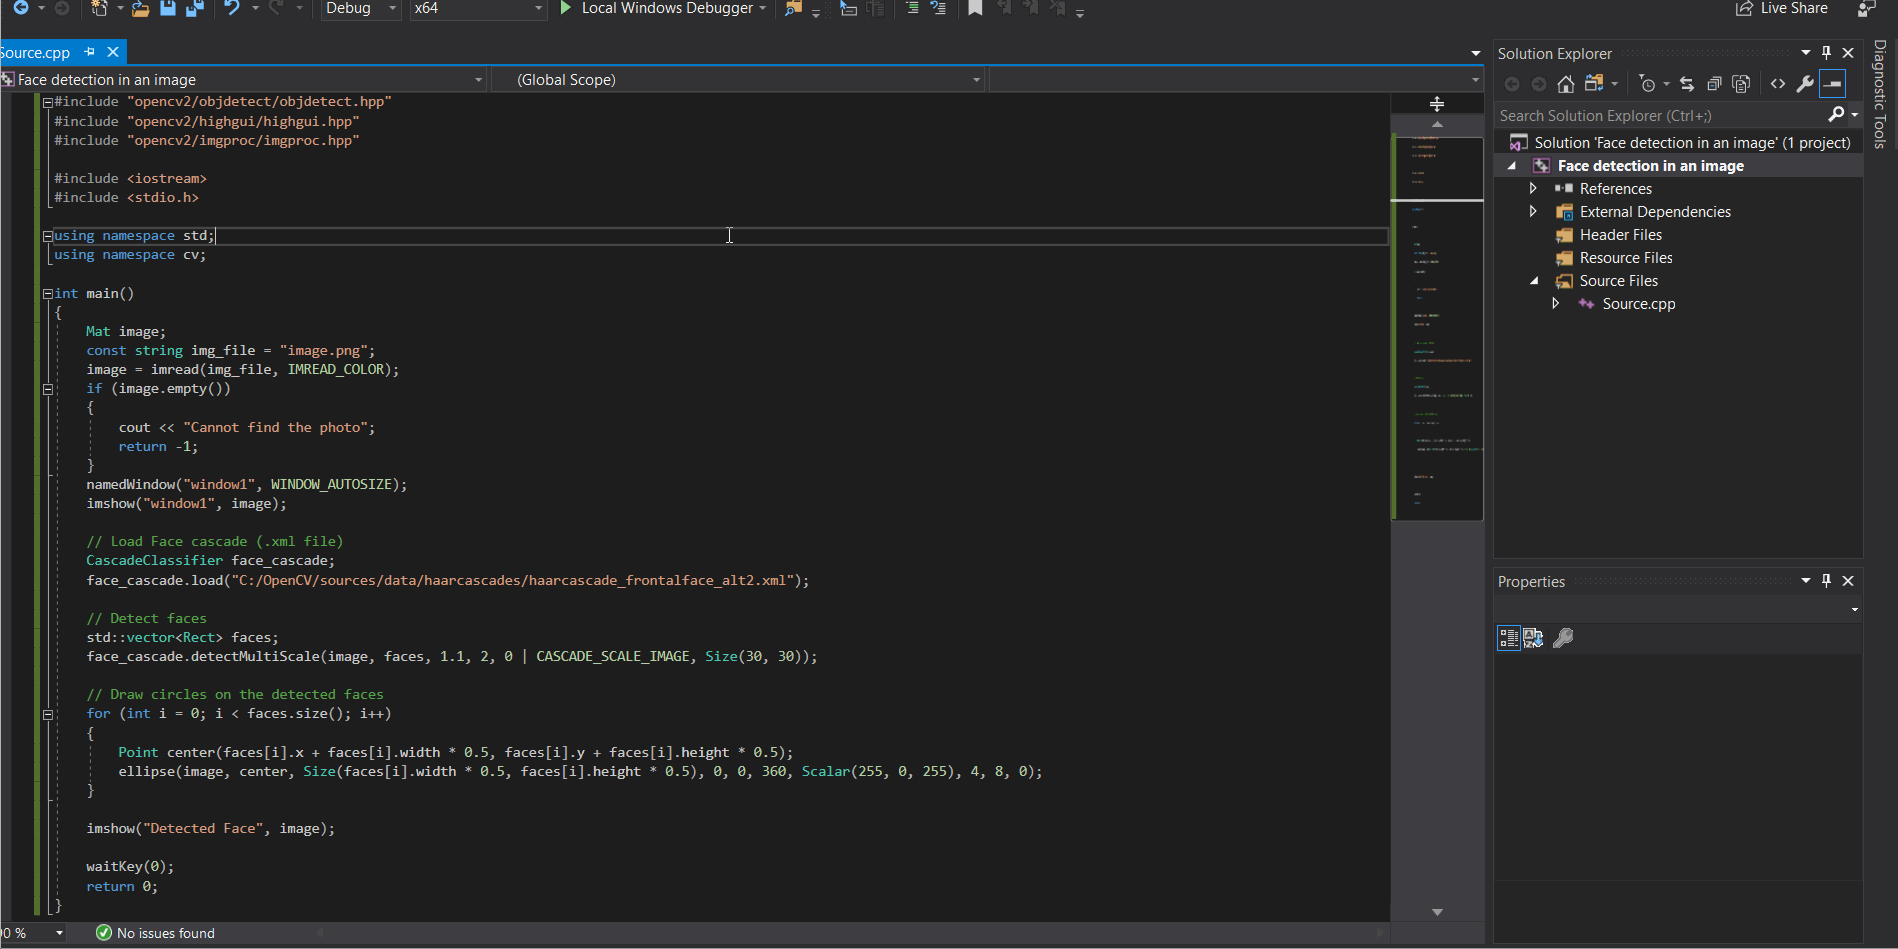 Debug x64 Local Windows Debugger Live Share
Source.cpp
Face detection in an image (Global Scope)
#include "opencv2/objdetect/objdetect.hpp"
#include "opencv2/highgui/highgui.hpp"
#include "opencv2/imgproc/imgproc.hpp"
#include <iostream>
#include <stdio.h>
using namespace std;
using namespace cv;
int main()
{
Mat image;
const string img_file = "image.png";
image = imread(img_file, IMREAD_COLOR);
if (image.empty())
{
cout << "Cannot find the photo";
return -1;
}
namedWindow("window1", WINDOW_AUTOSIZE);
imshow("window1", image);
// Load Face cascade (.xml file)
CascadeClassifier face_cascade;
face_cascade.load("C:/OpenCV/sources/data/haarcascades/haarcascade_frontalface_alt2.xml");
// Detect faces
std::vector<Rect> faces;
face_cascade.detectMultiScale(image, faces, 1.1, 2, 0 | CASCADE_SCALE_IMAGE, Size(30, 30));
// Draw circles on the detected faces
for (int i = 0; i < faces.size(); i++)
{
Point center(faces[i].x + faces[i].width * 0.5, faces[i].y + faces[i].height * 0.5);
ellipse(image, center, Size(faces[i].width * 0.5, faces[i].height * 0.5), 0, 0, 360, Scalar(255, 0, 255), 4, 8, 0);
}
imshow("Detected Face", image);
waitKey(0);
return 0;
}
No issues found
Solution Explorer
Search Solution Explorer (Ctrl+;)
Solution 'Face detection in an image' (1 project)
Face detection in an image
References
External Dependencies
Header Files
Resource Files
Source Files
Source.cpp
Properties
Diagnostic Tools